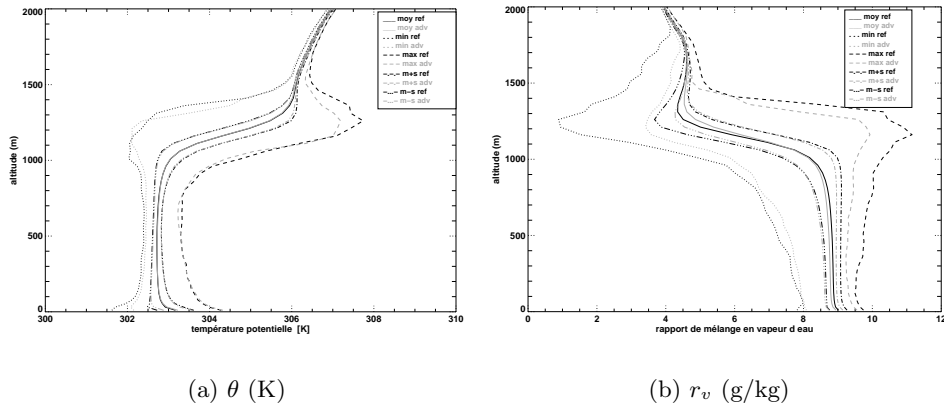 2000
1500
1000
500
0
altitude (m)
300
302
304
306
308
310
température potentielle [K]
moy ref
moy adv
min ref
min adv
max ref
max adv
m+s ref
m+s adv
m−s ref
m−s adv
(a) θ (K)
2000
1500
1000
500
0
altitude (m)
0
2
4
6
8
10
12
rapport de mélange en vapeur d eau
moy ref
moy adv
min ref
min adv
max ref
max adv
m+s ref
m+s adv
m−s ref
m−s adv
(b) rv (g/kg)